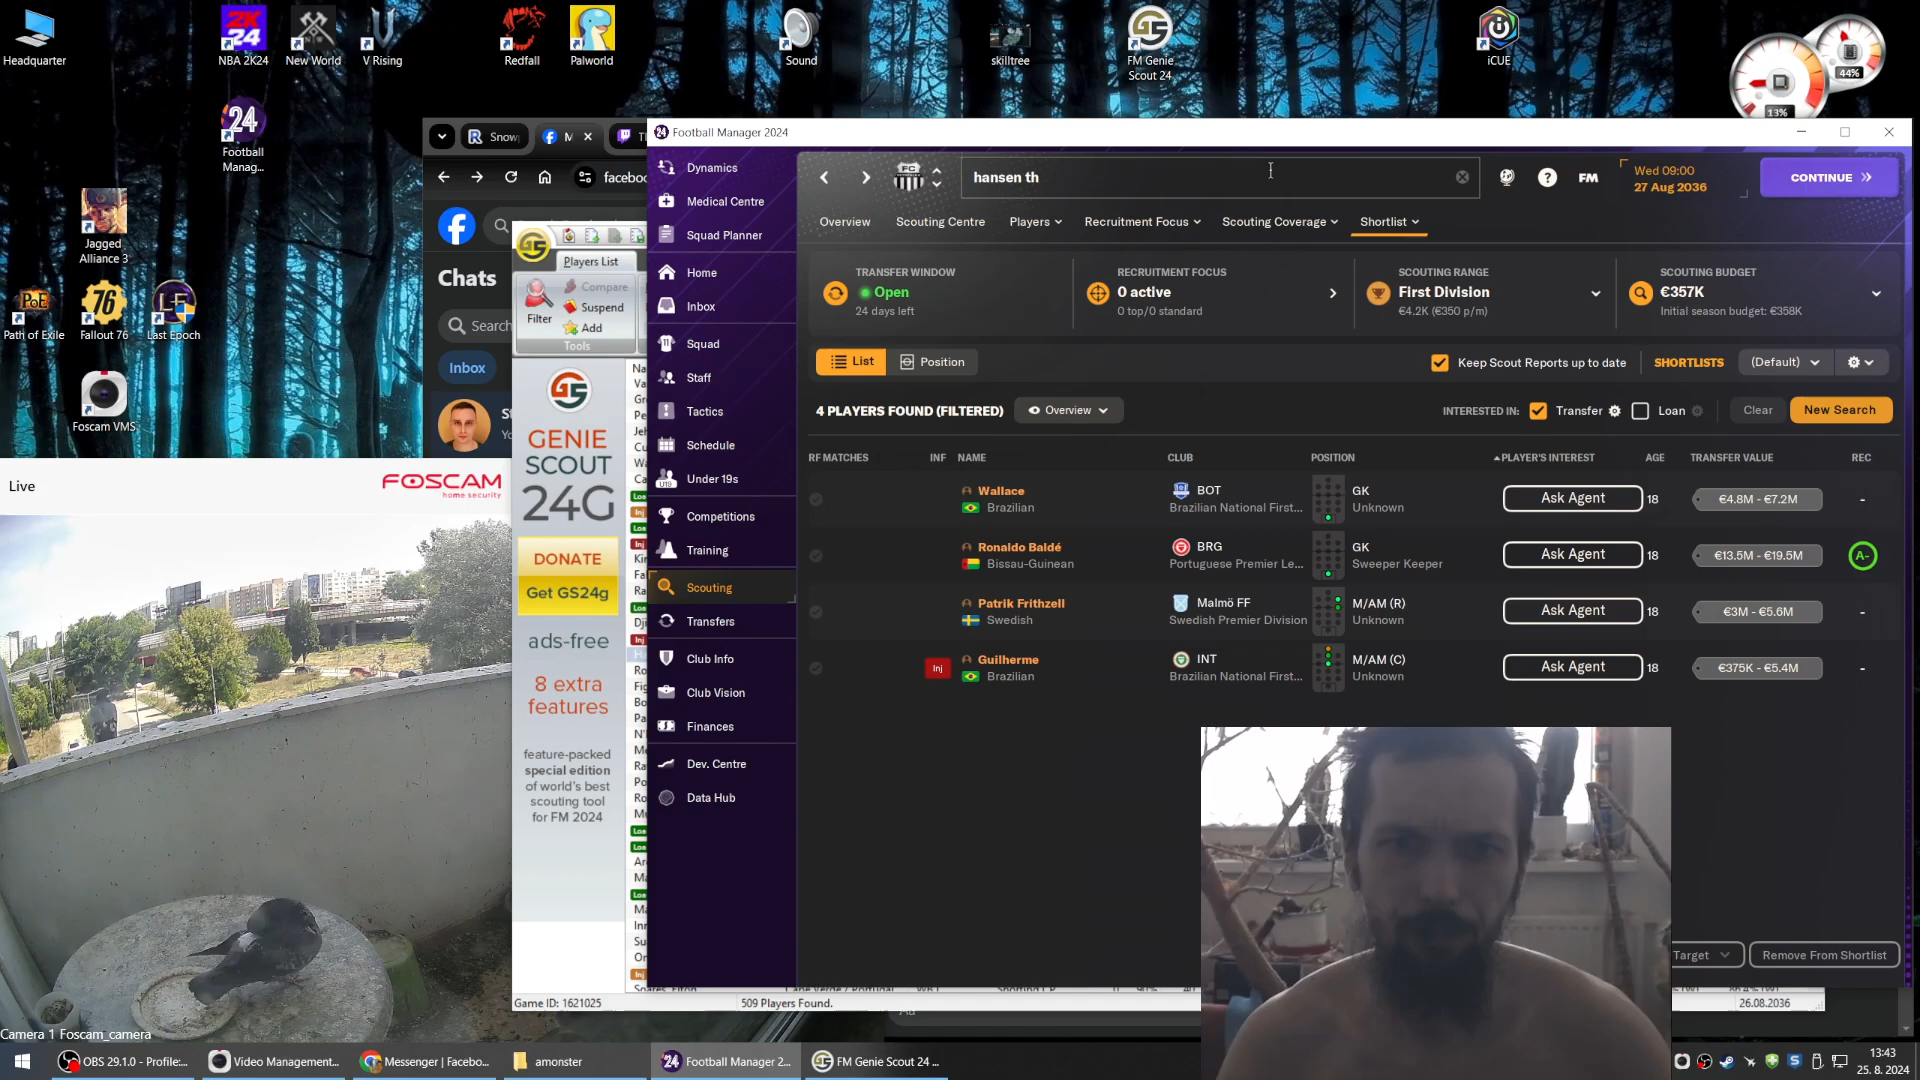 Headquarter
NBA 2K24
New World
V Rising
Redfall
Palworld
Sound
skilltree
FM Genie
Scout 24
iCUE
44%
13%
Football
Manag...
Jagged
Alliance 3
Path of Exile
Fallout 76
Last Epoch
Foscam VMS
Snow
faceboo
Chats
Search
Inbox
Players List
Filter
Compare
Suspend
Add
Tools
GENIE
SCOUT
24G
DONATE
Get GS24g
ads-free
8 extra
features
feature-packed
special edition
of world's best
scouting tool
for FM 2024
Game ID: 1621025
509 Players Found.
26.08.2036
Live
FOSCAM
home security
Camera 1 Foscam_camera
Football Manager 2024
Dynamics
Medical Centre
Squad Planner
Home
Inbox
Squad
Staff
Tactics
Schedule
Under 19s
Competitions
Training
Scouting
Transfers
Club Info
Club Vision
Finances
Dev. Centre
Data Hub
hansen th
FM
Wed 09:00
27 Aug 2036
CONTINUE
Overview
Scouting Centre
Players
Recruitment Focus
Scouting Coverage
Shortlist
TRANSFER WINDOW
Open
24 days left
RECRUITMENT FOCUS
0 active
0 top/0 standard
SCOUTING RANGE
First Division
€4.2K (€350 p/m)
SCOUTING BUDGET
€357K
Initial season budget: €358K
List
Position
Keep Scout Reports up to date
SHORTLISTS
(Default)
4 PLAYERS FOUND (FILTERED)
Overview
INTERESTED IN:
Transfer
Loan
Clear
New Search
RF MATCHES INF NAME CLUB POSITION PLAYER'S INTEREST AGE TRANSFER VALUE REC
Wallace BOT GK Ask Agent 18 €4.8M - €7.2M -
Brazilian Brazilian National First... Unknown
Ronaldo Baldé BRG GK Ask Agent 18 €13.5M - €19.5M A-
Bissau-Guinean Portuguese Premier Le... Sweeper Keeper
Patrik Frithzell Malmö FF M/AM (R) Ask Agent 18 €3M - €5.6M -
Swedish Swedish Premier Division Unknown
Inj Guilherme INT M/AM (C) Ask Agent 18 €375K - €5.4M -
Brazilian Brazilian National First... Unknown
Target
Remove From Shortlist
OBS 29.1.0 - Profile:...
Video Management...
Messenger | Facebo...
amonster
Football Manager 2...
FM Genie Scout 24 ...
13:43
25. 8. 2024